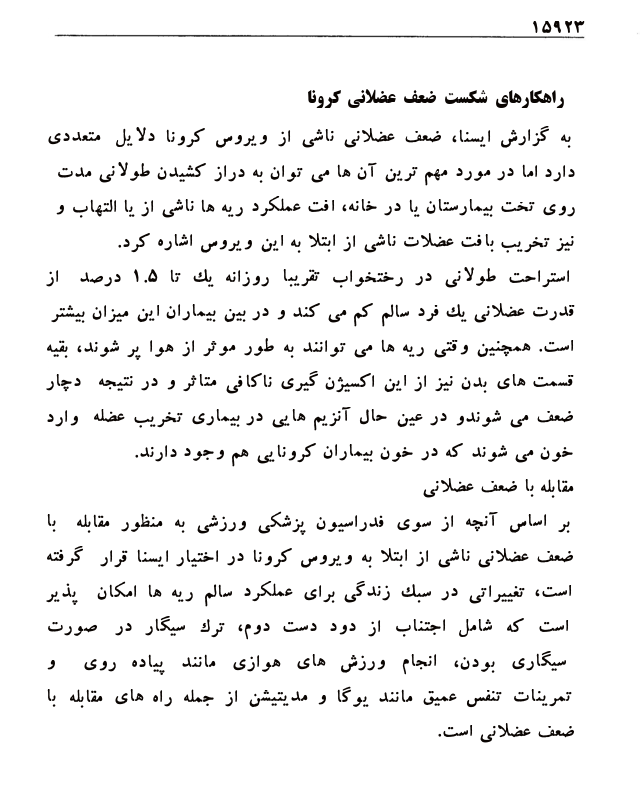 ۱۵۹۲۳
راهکارهای شکست ضعف عضلانی کرونا
به گزارش ایسنا، ضعف عضلانی ناشی از ویروس کرونا دلایل متعددی
دارد اما در مورد مهم ترین آن ها می توان به دراز کشیدن طولانی مدت
روی تخت بیمارستان یا در خانه، افت عملکرد ریه ها ناشی از یا التهاب و
نیز تخریب بافت عضلات ناشی از ابتلا به این ویروس اشاره کرد.
استراحت طولانی در رختخواب تقریبا روزانه یك تا ۱.۵ درصد از
قدرت عضلانی یك فرد سالم کم می کند و در بین بیماران این میزان بیشتر
است. همچنین وقتی ریه ها می توانند به طور موثر از هوا پر شوند، بقیه
قسمت های بدن نیز از این اکسیژن گیری ناکافی متاثر و در نتیجه دچار
ضعف می شوندو در عین حال آنزیم هایی در بیماری تخریب عضله وارد
خون می شوند که در خون بیماران کرونایی هم وجود دارند.
مقابله با ضعف عضلانی
بر اساس آنچه از سوی فدراسیون پزشکی ورزشی به منظور مقابله با
ضعف عضلانی ناشی از ابتلا به ویروس کرونا در اختیار ایسنا قرار گرفته
است، تغییراتی در سبك زندگی برای عملکرد سالم ریه ها امکان پذیر
است که شامل اجتناب از دود دست دوم، ترك سیگار در صورت
سیگاری بودن، انجام ورزش های هوازی مانند پیاده روی و
تمرینات تنفس عمیق مانند یوگا و مدیتیشن از جمله راه های مقابله با
ضعف عضلانی است.